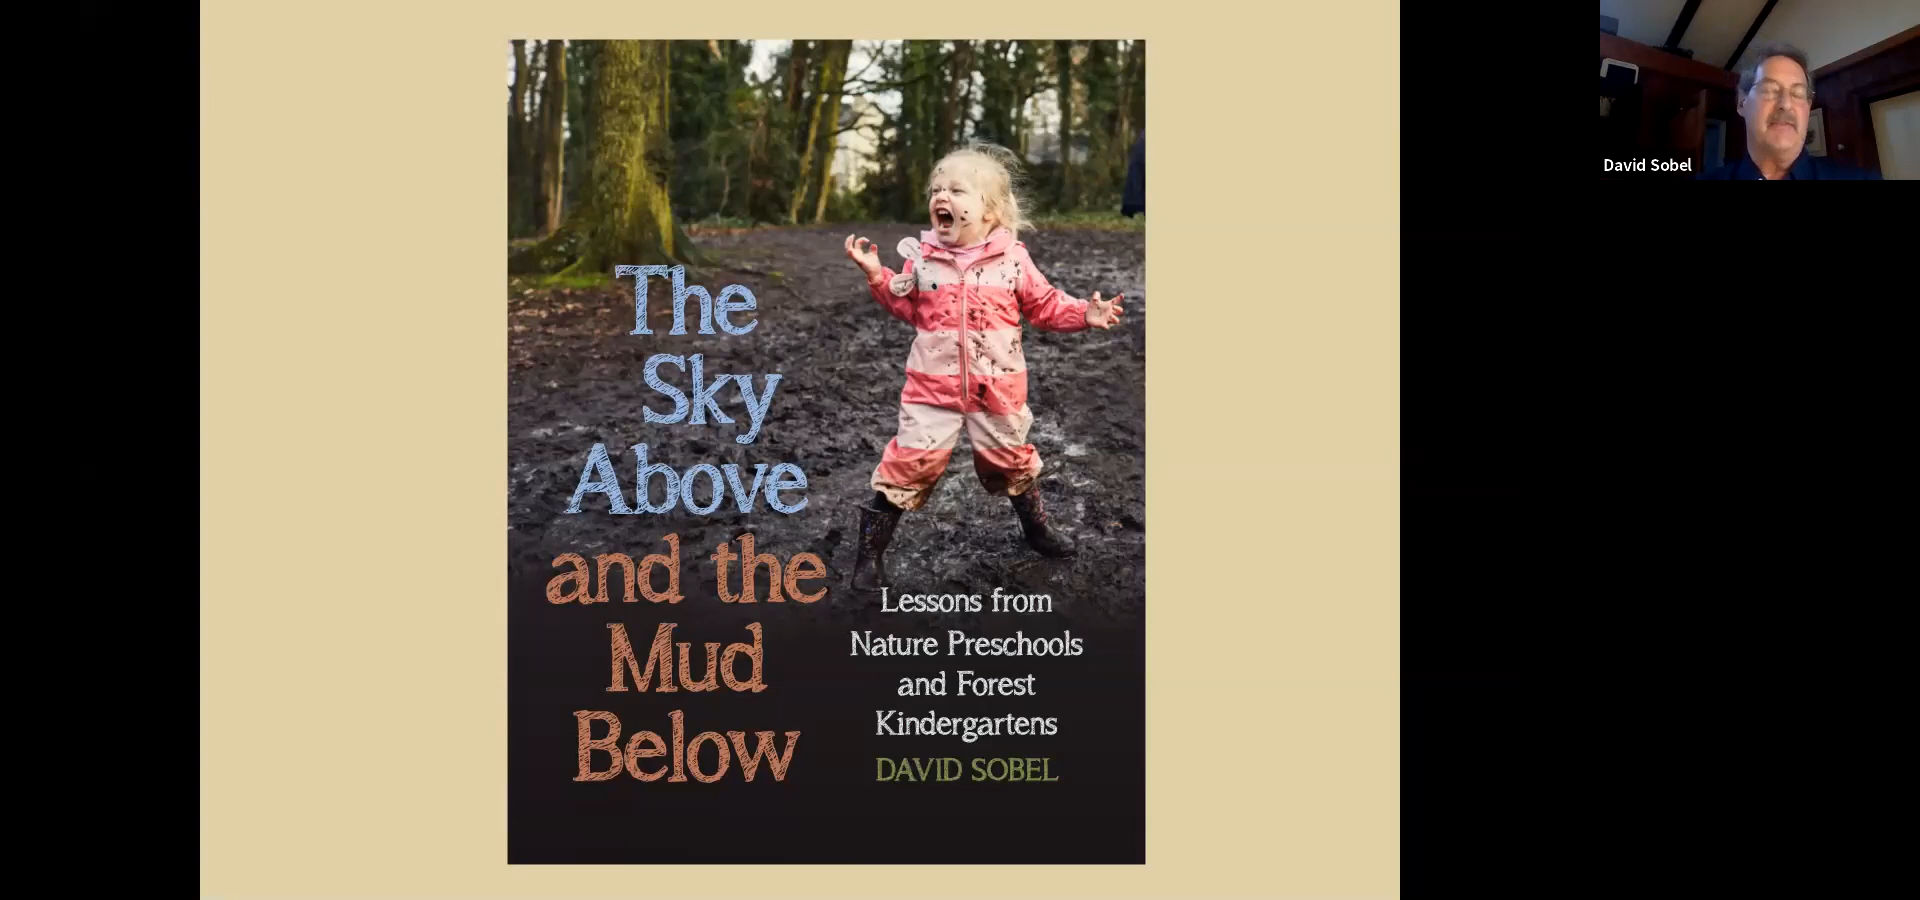 The
Sky
Above
and the
Mud
Below
Lessons from
Nature Preschools
and Forest
Kindergartens
DAVID SOBEL
David Sobel